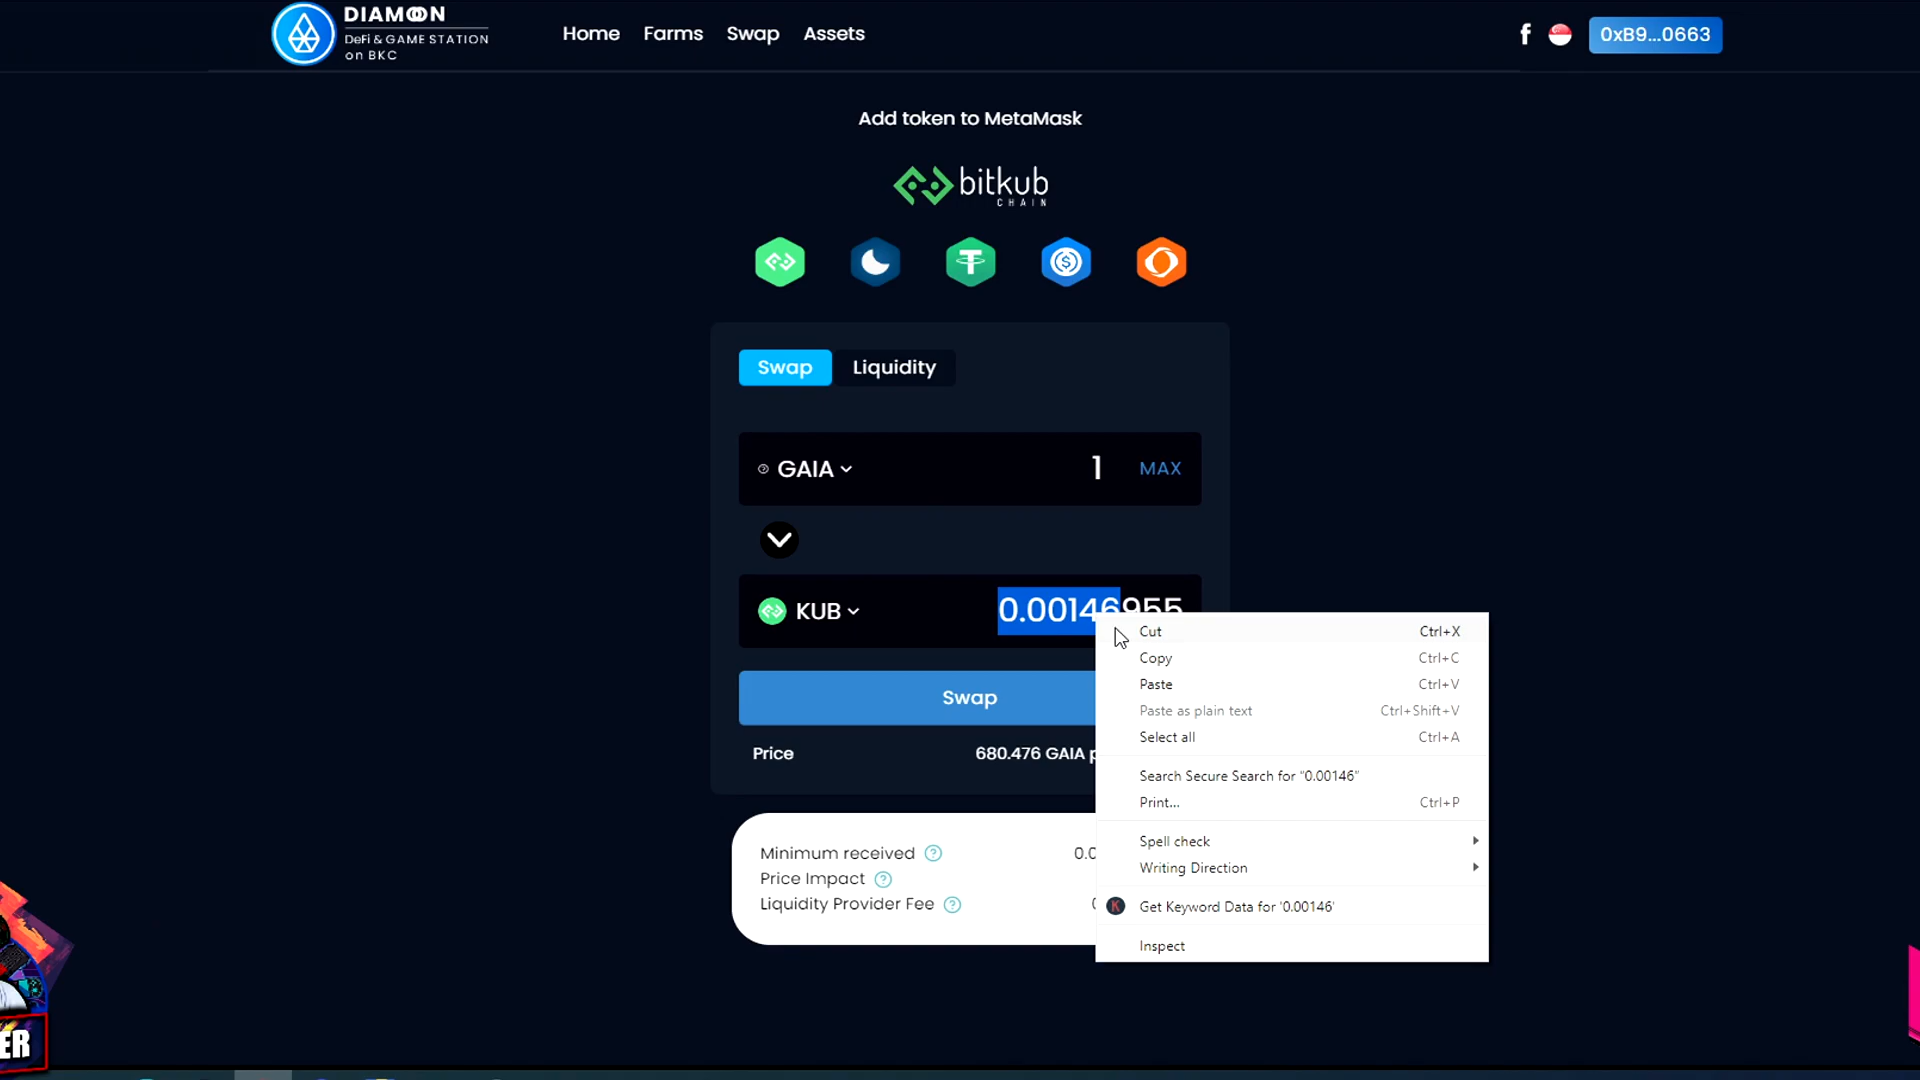 DIAMOON
DeFi & GAME STATION
on BKC
Home Farms Swap Assets
f
0xB9...0663
Add token to MetaMask
bitkub
CHAIN
Swap Liquidity
GAIA 1 MAX
KUB 0.00146955
Cut Ctrl+X
Copy Ctrl+C
Paste Ctrl+V
Paste as plain text Ctrl+Shift+V
Select all Ctrl+A
Search Secure Search for "0.00146"
Print... Ctrl+P
Spell check
Writing Direction
K Get Keyword Data for '0.00146'
Inspect
Swap
Price 680.476 GAIA
Minimum received ? 0.0
Price Impact ?
Liquidity Provider Fee ?
ER